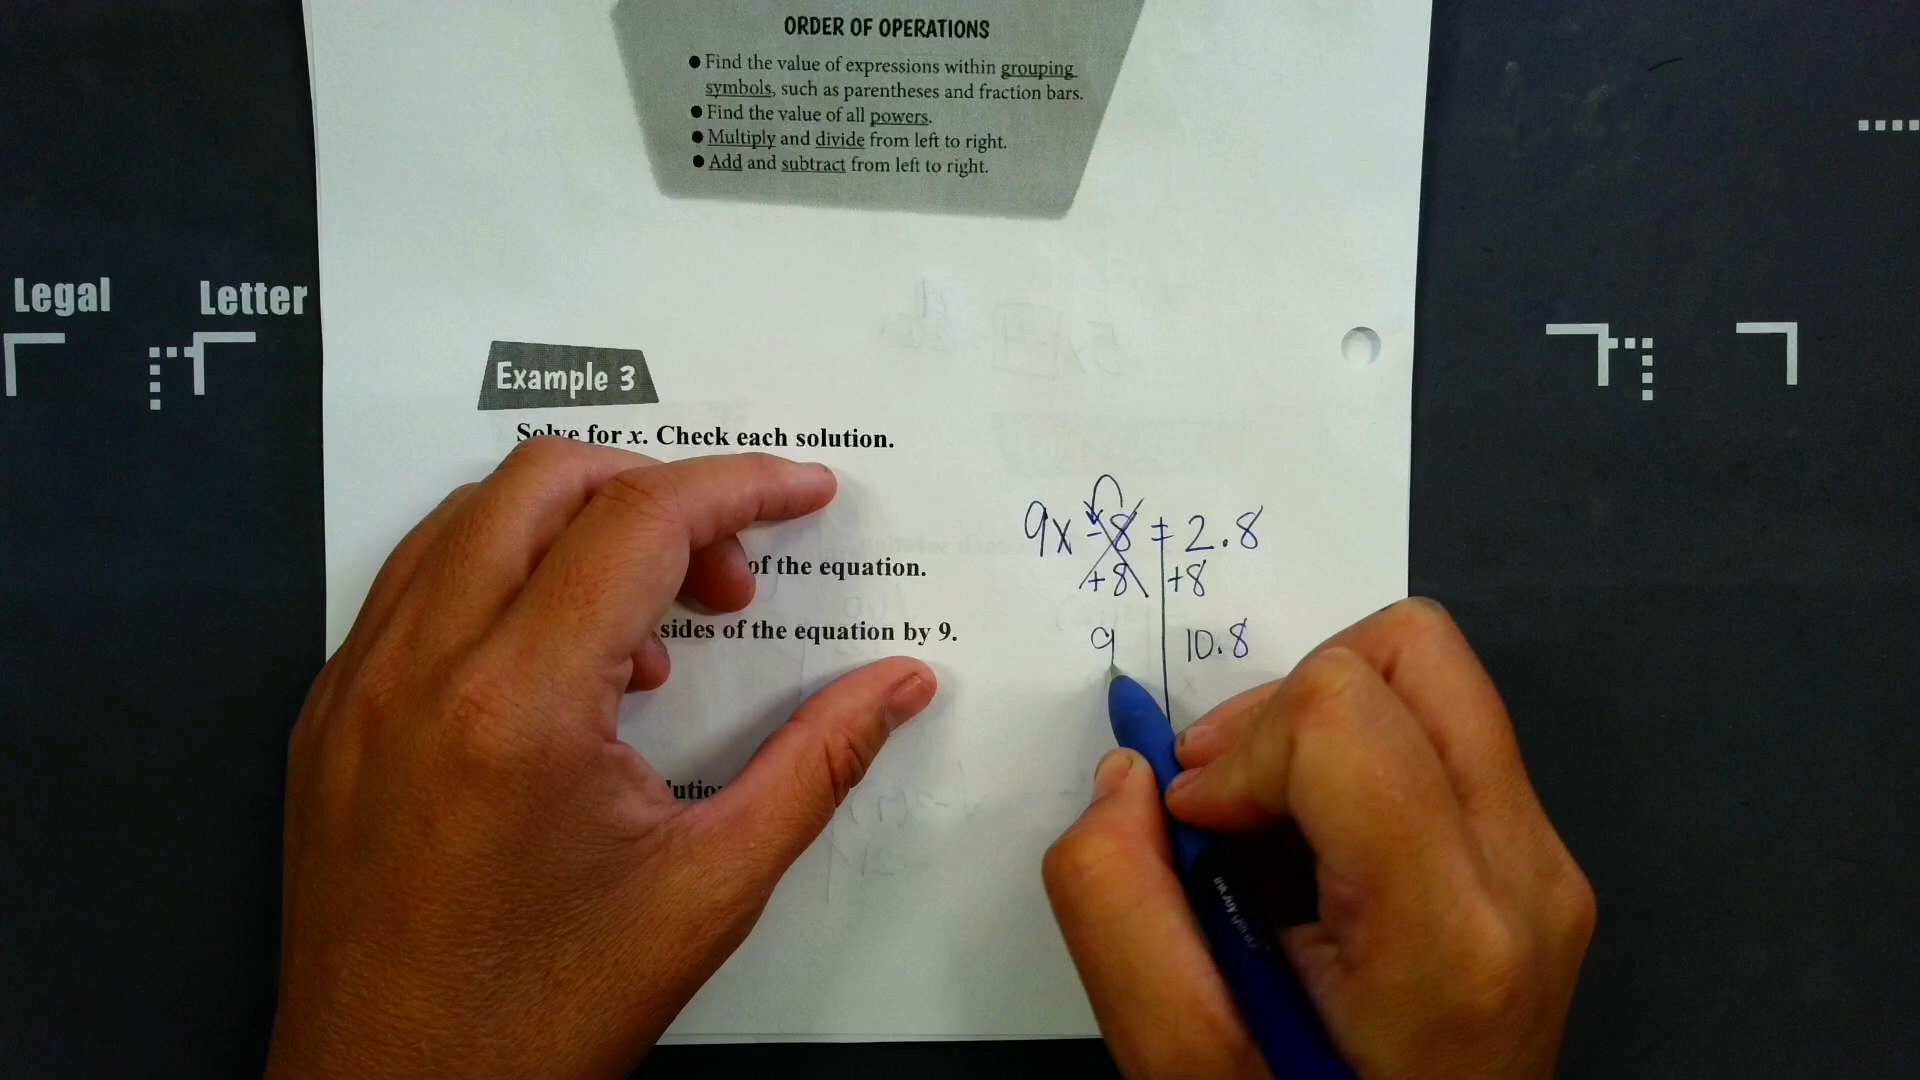 ORDER OF OPERATIONS
● Find the value of expressions within grouping
symbols, such as parentheses and fraction bars.
● Find the value of all powers.
● Multiply and divide from left to right.
● Add and subtract from left to right.
Legal
Letter
Example 3
Solve for x. Check each solution.
9x - 8 = 2.8
+8 +8
of the equation.
9 10.8
sides of the equation by 9.